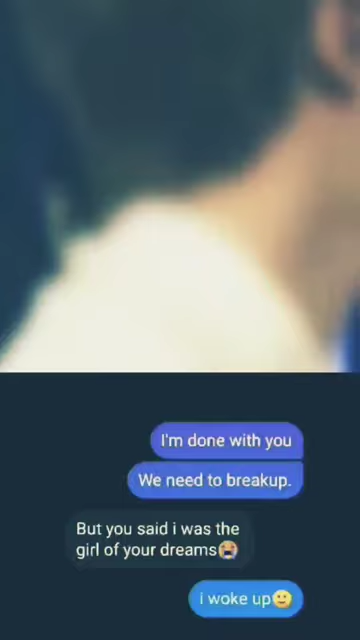 I'm done with you
We need to breakup.
But you said i was the
girl of your dreams😭
i woke up🙂